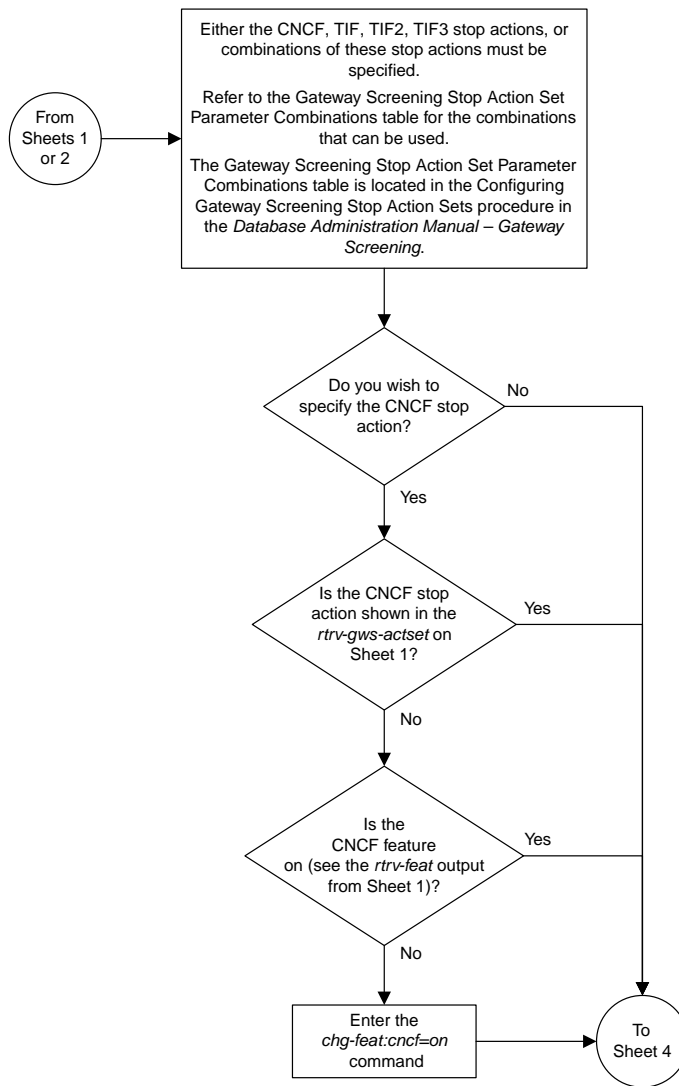 Either the CNCF, TIF, TIF2, TIF3 stop actions, or
combinations of these stop actions must be
specified.
Refer to the Gateway Screening Stop Action Set
Parameter Combinations table for the combinations
that can be used.
The Gateway Screening Stop Action Set Parameter
Combinations table is located in the Configuring
Gateway Screening Stop Action Sets procedure in
the Database Administration Manual – Gateway
Screening.
From
Sheets 1
or 2
Do you wish to
specify the CNCF stop
action?
No
Yes
Is the CNCF stop
action shown in the
rtrv-gws-actset on
Sheet 1?
Yes
No
Is the
CNCF feature
on (see the rtrv-feat output
from Sheet 1)?
Yes
No
Enter the
chg-feat:cncf=on
command
To
Sheet 4